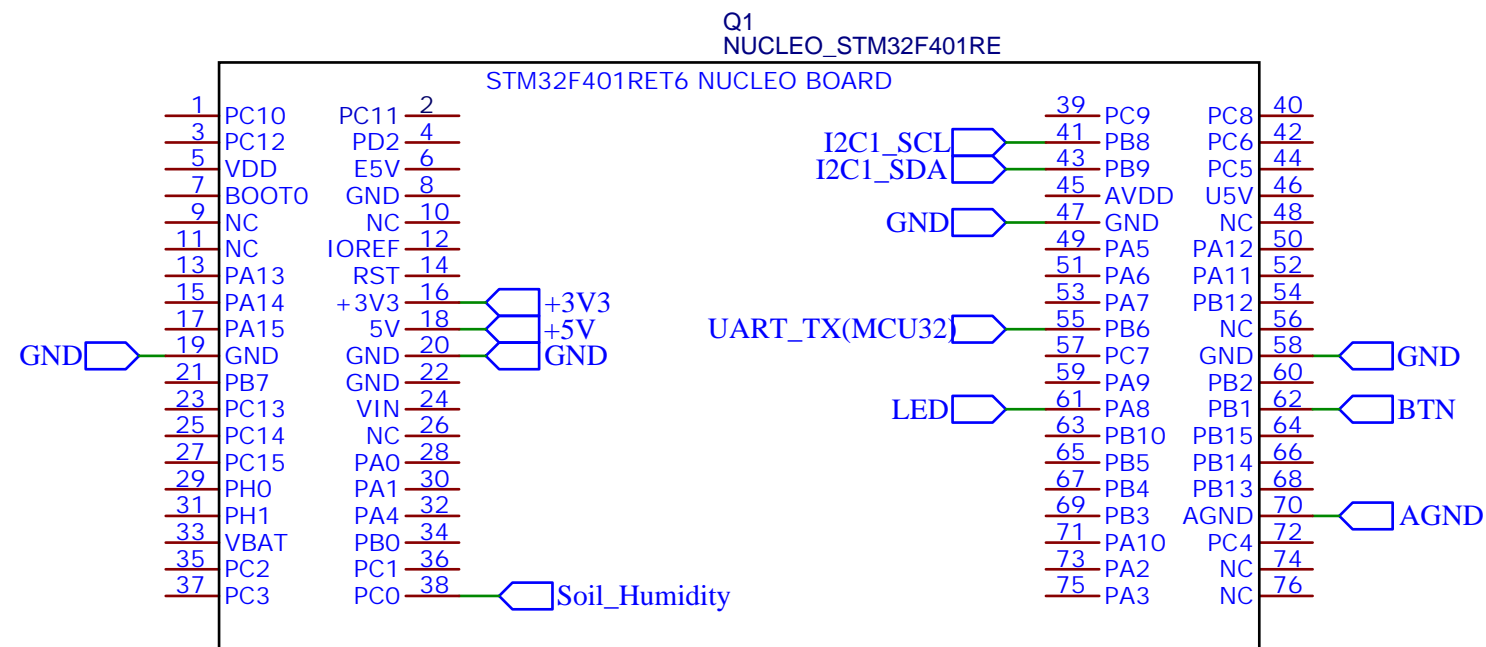 Q1
NUCLEO_STM32F401RE
STM32F401RET6 NUCLEO BOARD
1 PC10 PC11 2 39 PC9 PC8 40
3 PC12 PD2 4 I2C1_SCL 41 PB8 PC6 42
5 VDD E5V 6 I2C1_SDA 43 PB9 PC5 44
7 BOOT0 GND 8 45 AVDD U5V 46
9 NC NC 10 GND 47 GND NC 48
11 NC IOREF 12 49 PA5 PA12 50
13 PA13 RST 14 51 PA6 PA11 52
15 PA14 +3V3 16 +3V3 53 PA7 PB12 54
17 PA15 5V 18 +5V UART_TX(MCU32) 55 PB6 NC 56
GND 19 GND GND 20 GND 57 PC7 GND 58 GND
21 PB7 GND 22 59 PA9 PB2 60
23 PC13 VIN 24 LED 61 PA8 PB1 62 BTN
25 PC14 NC 26 63 PB10 PB15 64
27 PC15 PA0 28 65 PB5 PB14 66
29 PH0 PA1 30 67 PB4 PB13 68
31 PH1 PA4 32 69 PB3 AGND 70 AGND
33 VBAT PB0 34 71 PA10 PC4 72
35 PC2 PC1 36 73 PA2 NC 74
37 PC3 PC0 38 Soil_Humidity 75 PA3 NC 76